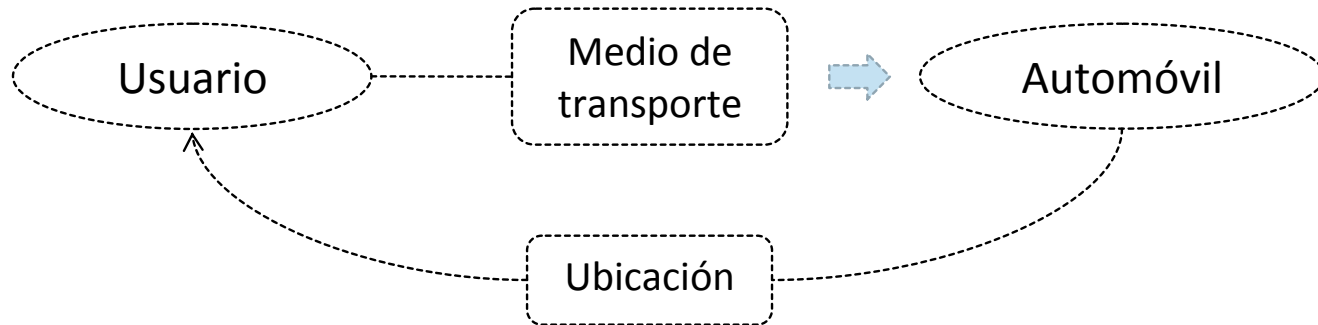 Usuario
Medio de
transporte
Automóvil
Ubicación